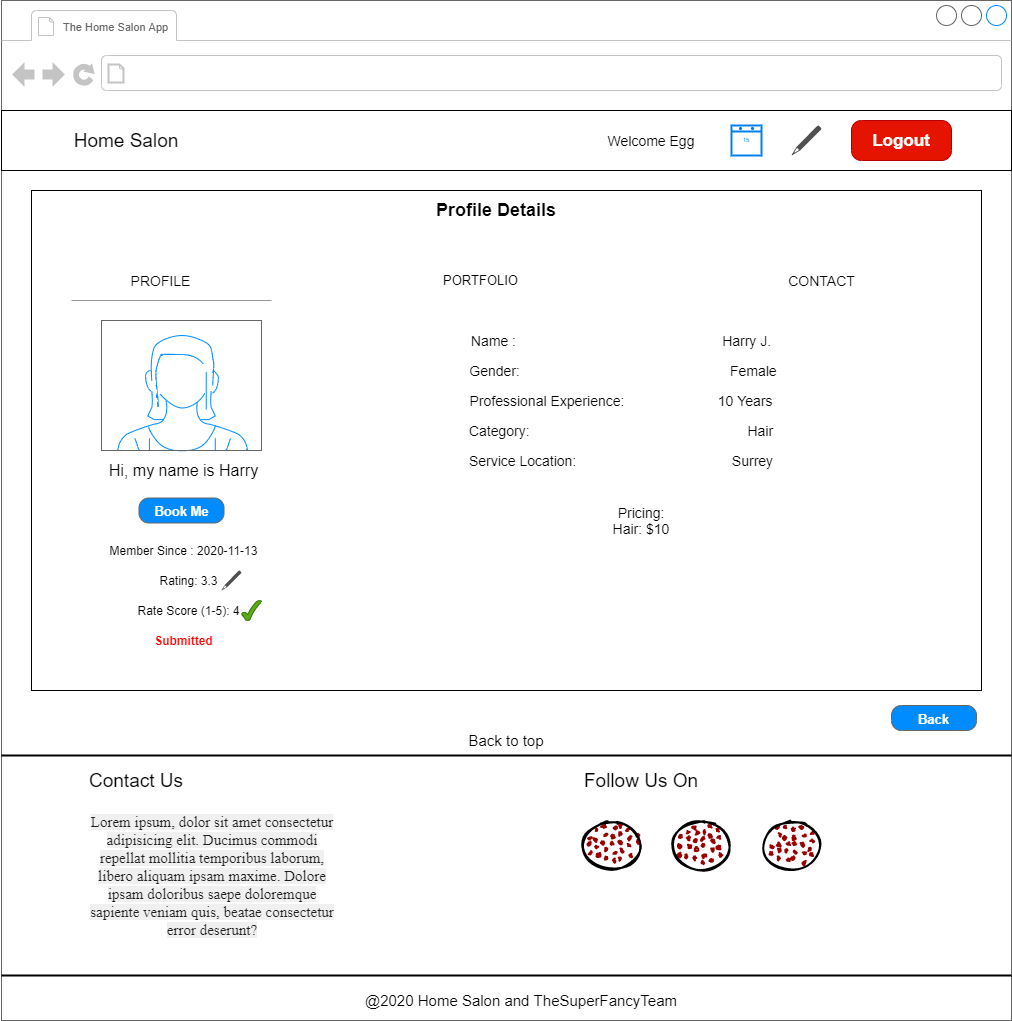 The Home Salon App
Home Salon
Welcome Egg
15
Logout
Profile Details
PROFILE
PORTFOLIO
CONTACT
Hi, my name is Harry
Book Me
Member Since : 2020-11-13
Rating: 3.3
Rate Score (1-5): 4
Submitted
Name : Harry J.
Gender: Female
Professional Experience: 10 Years
Category: Hair
Service Location: Surrey
Pricing:
Hair: $10
Back
Back to top
Contact Us
Lorem ipsum, dolor sit amet consectetur
adipisicing elit. Ducimus commodi
repellat mollitia temporibus laborum,
libero aliquam ipsam maxime. Dolore
ipsam doloribus saepe doloremque
sapiente veniam quis, beatae consectetur
error deserunt?
Follow Us On
@2020 Home Salon and TheSuperFancyTeam